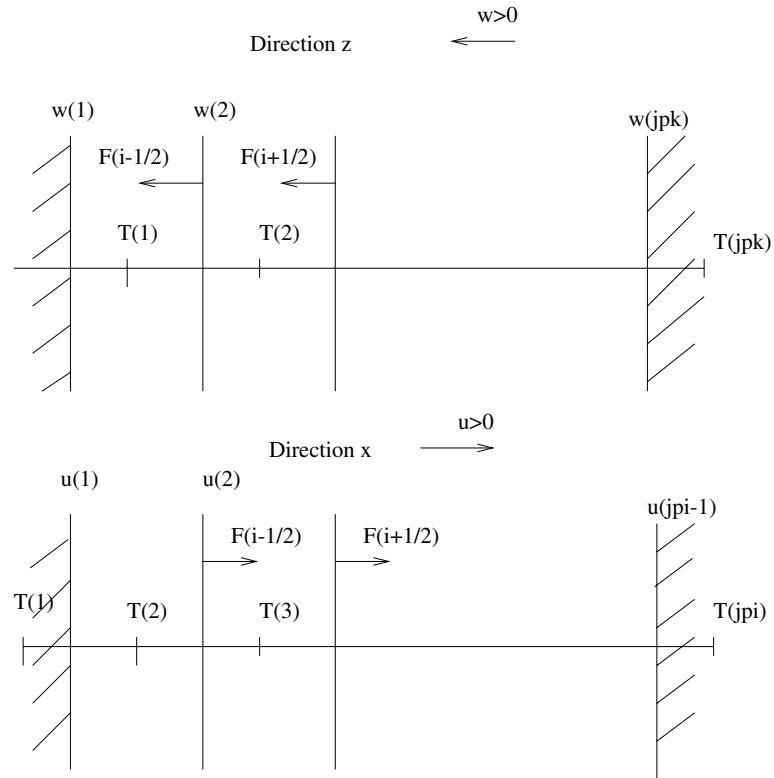 w>0
Direction z
w(1)
w(2)
w(jpk)
F(i-1/2)
F(i+1/2)
T(1)
T(2)
T(jpk)
u>0
Direction x
u(1)
u(2)
u(jpi-1)
F(i-1/2)
F(i+1/2)
T(1)
T(2)
T(3)
T(jpi)